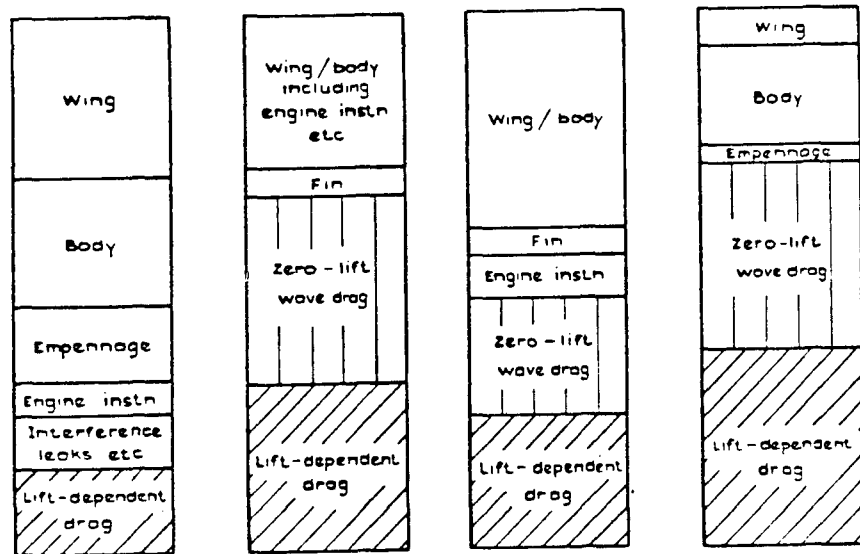 Wing
Body
Empennage
Engine instn
Interference
leaks etc
Lift-dependent
drag
Wing/body
including
engine instn
etc
Fin
Zero-lift
wave drag
Lift-dependent
drag
Wing/body
Fin
Engine instn
Zero-lift
wave drag
Lift-dependent
drag
Wing
Body
Empennage
Zero-lift
wave drag
Lift-dependent
drag